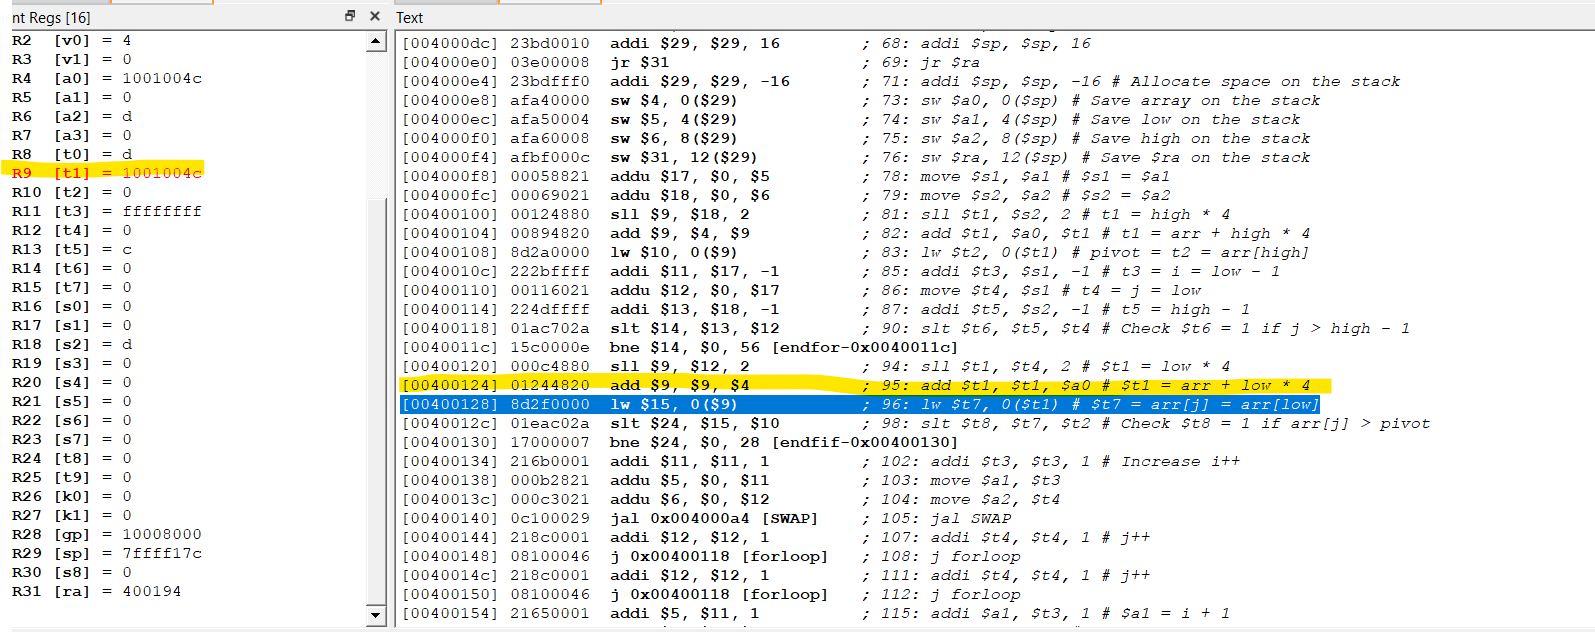 nt Regs [16]
R2 [v0] = 4
R3 [v1] = 0
R4 [a0] = 1001004c
R5 [a1] = 0
R6 [a2] = d
R7 [a3] = 0
R8 [t0] = d
R9 [t1] = 1001004c
R10 [t2] = 0
R11 [t3] = ffffffff
R12 [t4] = 0
R13 [t5] = c
R14 [t6] = 0
R15 [t7] = 0
R16 [s0] = 0
R17 [s1] = 0
R18 [s2] = d
R19 [s3] = 0
R20 [s4] = 0
R21 [s5] = 0
R22 [s6] = 0
R23 [s7] = 0
R24 [t8] = 0
R25 [t9] = 0
R26 [k0] = 0
R27 [k1] = 0
R28 [gp] = 10008000
R29 [sp] = 7ffff17c
R30 [s8] = 0
R31 [ra] = 400194
Text
[004000dc] 23bd0010 addi $29, $29, 16 ; 68: addi $sp, $sp, 16
[004000e0] 03e00008 jr $31 ; 69: jr $ra
[004000e4] 23bdfff0 addi $29, $29, -16 ; 71: addi $sp, $sp, -16 # Allocate space on the stack
[004000e8] afa40000 sw $4, 0($29) ; 73: sw $a0, 0($sp) # Save array on the stack
[004000ec] afa50004 sw $5, 4($29) ; 74: sw $a1, 4($sp) # Save low on the stack
[004000f0] afa60008 sw $6, 8($29) ; 75: sw $a2, 8($sp) # Save high on the stack
[004000f4] afbf000c sw $31, 12($29) ; 76: sw $ra, 12($sp) # Save $ra on the stack
[004000f8] 00058821 addu $17, $0, $5 ; 78: move $s1, $a1 # $s1 = $a1
[004000fc] 00069021 addu $18, $0, $6 ; 79: move $s2, $a2 # $s2 = $a2
[00400100] 00124880 sll $9, $18, 2 ; 81: sll $t1, $s2, 2 # t1 = high * 4
[00400104] 00894820 add $9, $4, $9 ; 82: add $t1, $a0, $t1 # t1 = arr + high * 4
[00400108] 8d2a0000 lw $10, 0($9) ; 83: lw $t2, 0($t1) # pivot = t2 = arr[high]
[0040010c] 222bffff addi $11, $17, -1 ; 85: addi $t3, $s1, -1 # t3 = i = low - 1
[00400110] 00116021 addu $12, $0, $17 ; 86: move $t4, $s1 # t4 = j = low
[00400114] 224dffff addi $13, $18, -1 ; 87: addi $t5, $s2, -1 # t5 = high - 1
[00400118] 01ac702a slt $14, $13, $12 ; 90: slt $t6, $t5, $t4 # Check $t6 = 1 if j > high - 1
[0040011c] 15c0000e bne $14, $0, 56 [endfor-0x0040011c]
[00400120] 000c4880 sll $9, $12, 2 ; 94: sll $t1, $t4, 2 # $t1 = low * 4
[00400124] 01244820 add $9, $9, $4 ; 95: add $t1, $t1, $a0 # $t1 = arr + low * 4
[00400128] 8d2f0000 lw $15, 0($9) ; 96: lw $t7, 0($t1) # $t7 = arr[j] = arr[low]
[0040012c] 01eac02a slt $24, $15, $10 ; 98: slt $t8, $t7, $t2 # Check $t8 = 1 if arr[j] > pivot
[00400130] 17000007 bne $24, $0, 28 [endfif-0x00400130]
[00400134] 216b0001 addi $11, $11, 1 ; 102: addi $t3, $t3, 1 # Increase i++
[00400138] 000b2821 addu $5, $0, $11 ; 103: move $a1, $t3
[0040013c] 000c3021 addu $6, $0, $12 ; 104: move $a2, $t4
[00400140] 0c100029 jal 0x004000a4 [SWAP] ; 105: jal SWAP
[00400144] 218c0001 addi $12, $12, 1 ; 107: addi $t4, $t4, 1 # j++
[00400148] 08100046 j 0x00400118 [forloop] ; 108: j forloop
[0040014c] 218c0001 addi $12, $12, 1 ; 111: addi $t4, $t4, 1 # j++
[00400150] 08100046 j 0x00400118 [forloop] ; 112: j forloop
[00400154] 21650001 addi $5, $11, 1 ; 115: addi $a1, $t3, 1 # $a1 = i + 1